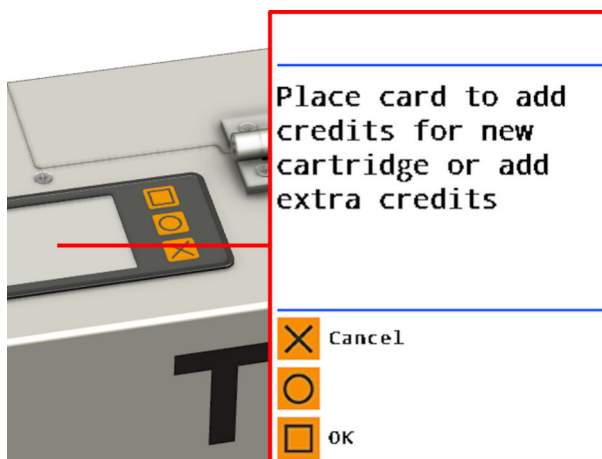 Place card to add
credits for new
cartridge or add
extra credits
Cancel
OK
T